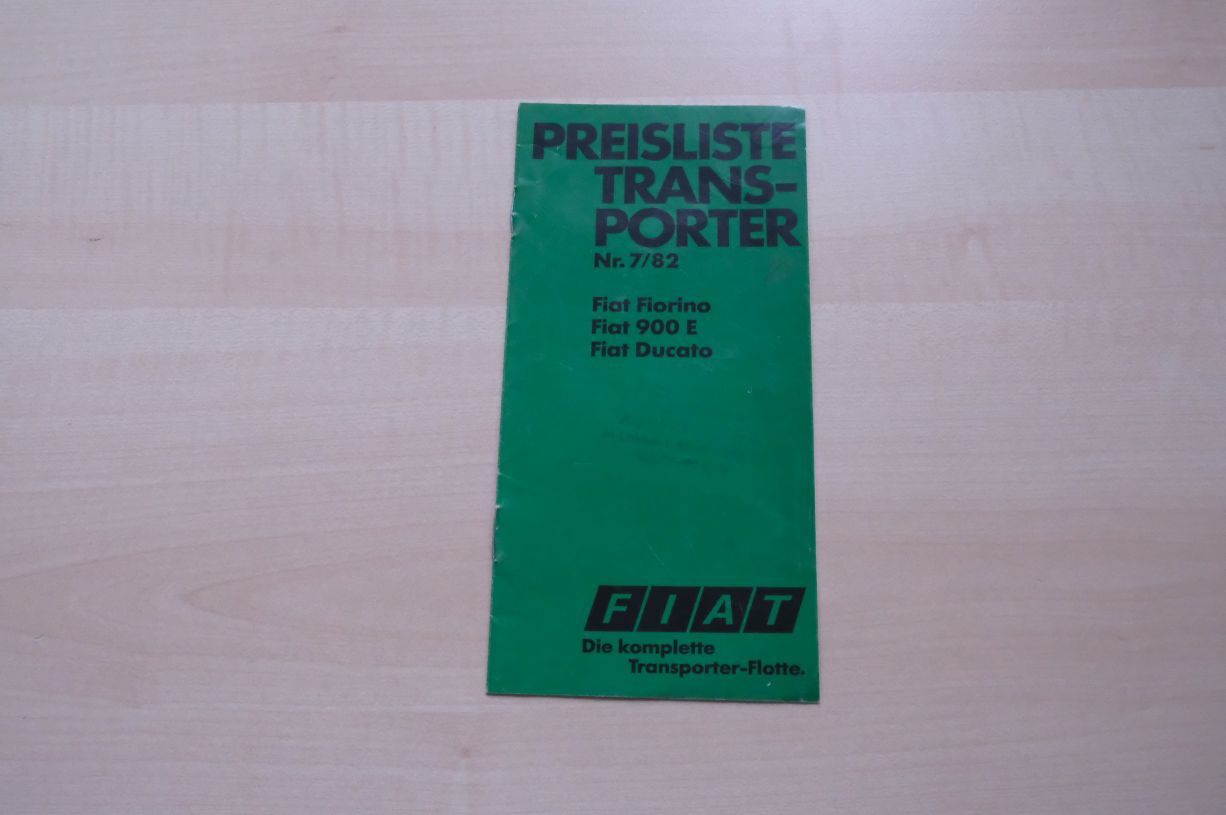 PREISLISTE
TRANS-
PORTER
Nr. 7/82
Fiat Fiorino
Fiat 900 E
Fiat Ducato
FIAT
Die komplette
Transporter-Flotte.